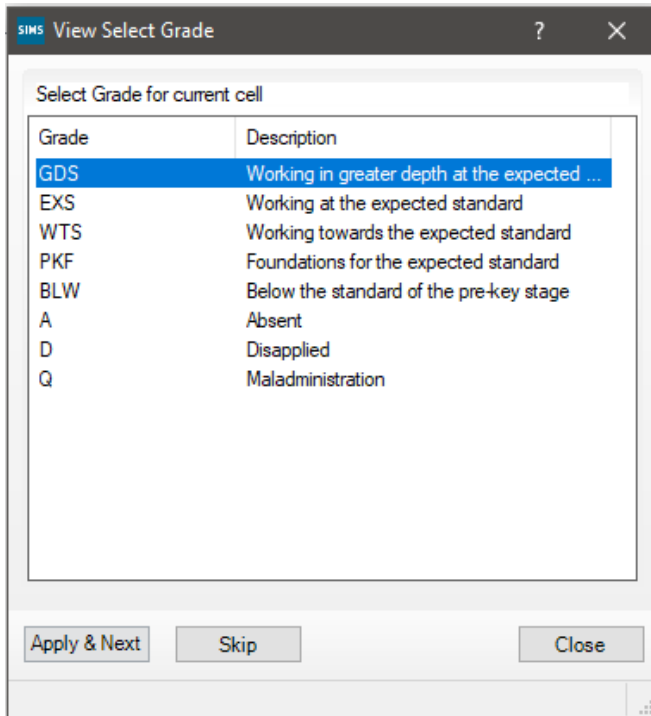 SIMS View Select Grade ?
Select Grade for current cell
Grade Description
GDS Working in greater depth at the expected ...
EXS Working at the expected standard
WTS Working towards the expected standard
PKF Foundations for the expected standard
BLW Below the standard of the pre-key stage
A Absent
D Disapplied
Q Maladministration
Apply & Next Skip Close